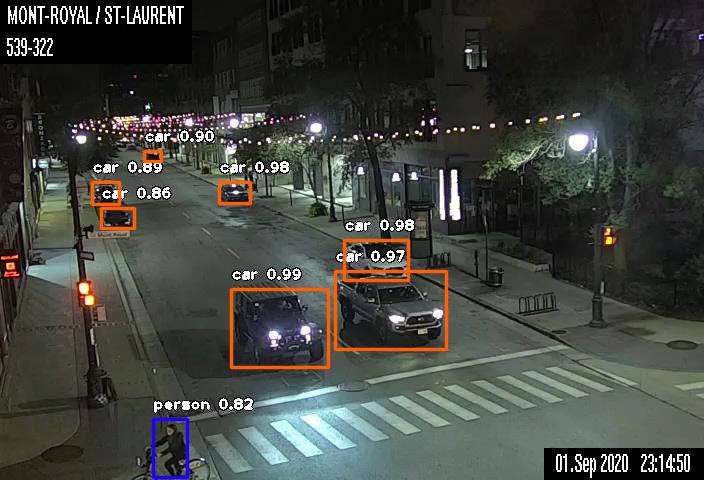 MONT-ROYAL / ST-LAURENT
539-322
car 0.90
car 0.89
car 0.98
car 0.86
car 0.98
car 0.97
car 0.99
person 0.82
01.Sep 2020 23:14:50